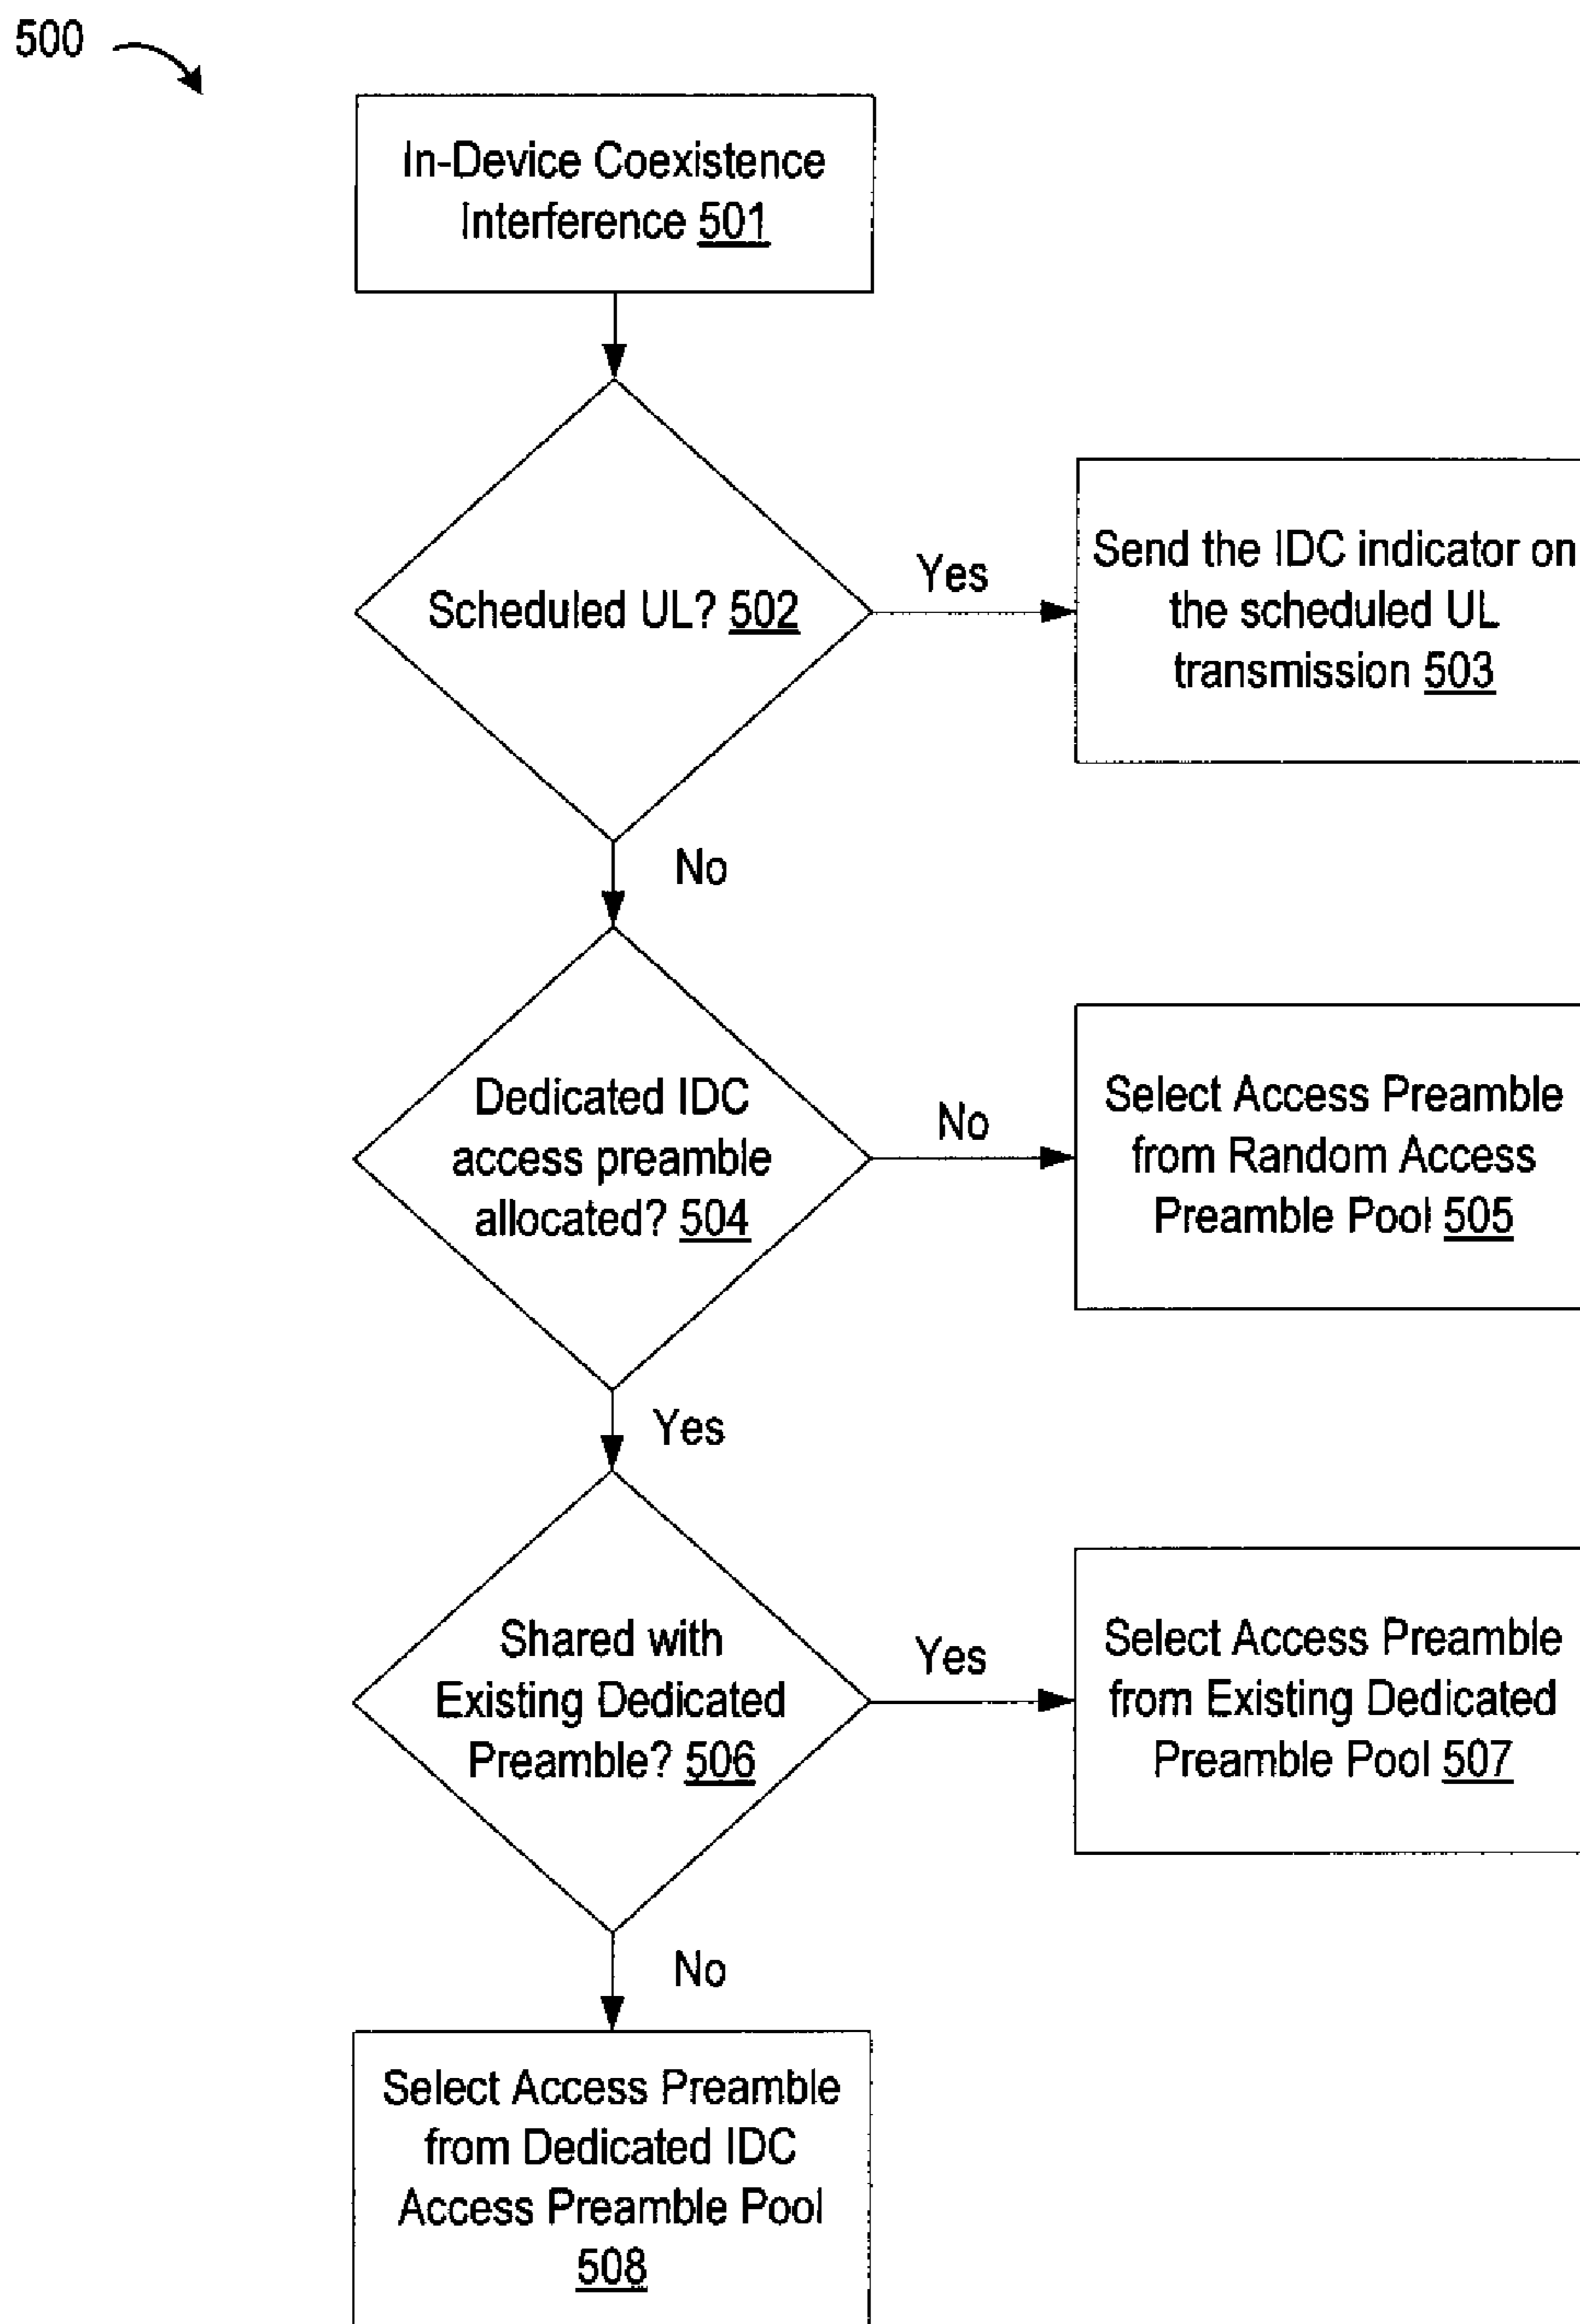 500
In-Device Coexistence
Interference 501
Scheduled UL? 502
Yes
Send the IDC indicator on
the scheduled UL
transmission 503
No
Dedicated IDC
access preamble
allocated? 504
No
Select Access Preamble
from Random Access
Preamble Pool 505
Yes
Shared with
Existing Dedicated
Preamble? 506
Yes
Select Access Preamble
from Existing Dedicated
Preamble Pool 507
No
Select Access Preamble
from Dedicated IDC
Access Preamble Pool
508